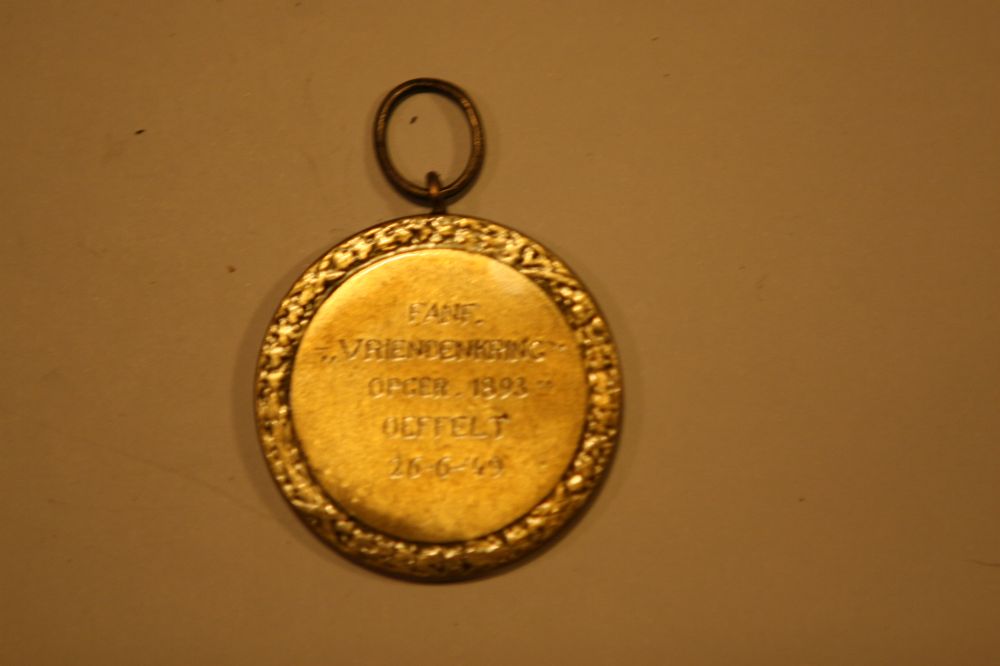 FANF.
„VRIENDENKRING"
OPGER. 1893"
OEFFELT
26-6-'49